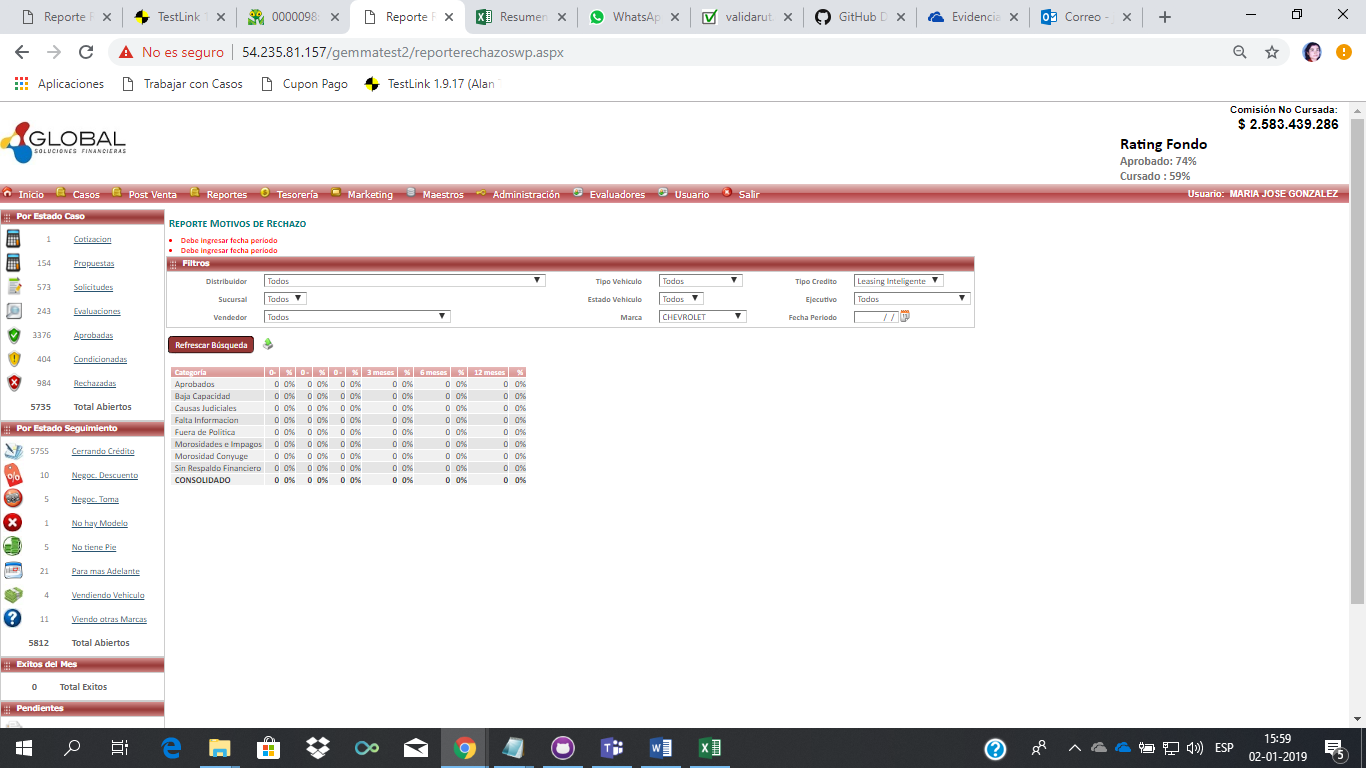 Reporte F
TestLink 1
0000098:
Reporte F
Resumen
WhatsAp
validarut.
GitHub D
Evidencia
Correo -
No es seguro
54.235.81.157/gemmatest2/reporterechazoswp.aspx
Aplicaciones
Trabajar con Casos
Cupon Pago
TestLink 1.9.17 (Alan
GLOBAL
SOLUCIONES FINANCIERAS
Comisión No Cursada:
$ 2.583.439.286
Rating Fondo
Aprobado: 74%
Cursado : 59%
Inicio Casos Post Venta Reportes Tesorería Marketing Maestros Administración Evaluadores Usuario Salir Usuario: MARIA JOSE GONZALEZ
Por Estado Caso
1 Cotizacion
154 Propuestas
573 Solicitudes
243 Evaluaciones
3376 Aprobadas
404 Condicionadas
984 Rechazadas
5735 Total Abiertos
Por Estado Seguimiento
5755 Cerrando Crédito
10 Negoc. Descuento
5 Negpc. Toma
1 No hay Modelo
5 No tiene Pie
21 Para mas Adelante
4 Vendiendo Vehículo
11 Viendo otras Marcas
5812 Total Abiertos
Exitos del Mes
0 Total Exitos
Pendientes
REPORTE MOTIVOS DE RECHAZO
Debe ingresar fecha periodo
Debe ingresar fecha periodo
Filtros
Distribuidor Todos Tipo Vehiculo Todos Tipo Credito Leasing Inteligente
Sucursal Todos Estado Vehiculo Todos Ejecutivo Todos
Vendedor Todos Marca CHEVROLET Fecha Periodo / /
Refrescar Búsqueda
Categoría 0- % 0 - % 0 - % 3 meses % 6 meses % 12 meses %
Aprobados 0 0% 0 0% 0 0% 0 0% 0 0% 0 0%
Baja Capacidad 0 0% 0 0% 0 0% 0 0% 0 0% 0 0%
Causas Judiciales 0 0% 0 0% 0 0% 0 0% 0 0% 0 0%
Falta Informacion 0 0% 0 0% 0 0% 0 0% 0 0% 0 0%
Fuera de Politica 0 0% 0 0% 0 0% 0 0% 0 0% 0 0%
Morosidades e Impagos 0 0% 0 0% 0 0% 0 0% 0 0% 0 0%
Morosidad Conyuge 0 0% 0 0% 0 0% 0 0% 0 0% 0 0%
Sin Respaldo Financiero 0 0% 0 0% 0 0% 0 0% 0 0% 0 0%
CONSOLIDADO 0 0% 0 0% 0 0% 0 0% 0 0% 0 0%
ESP
15:59
02-01-2019
5